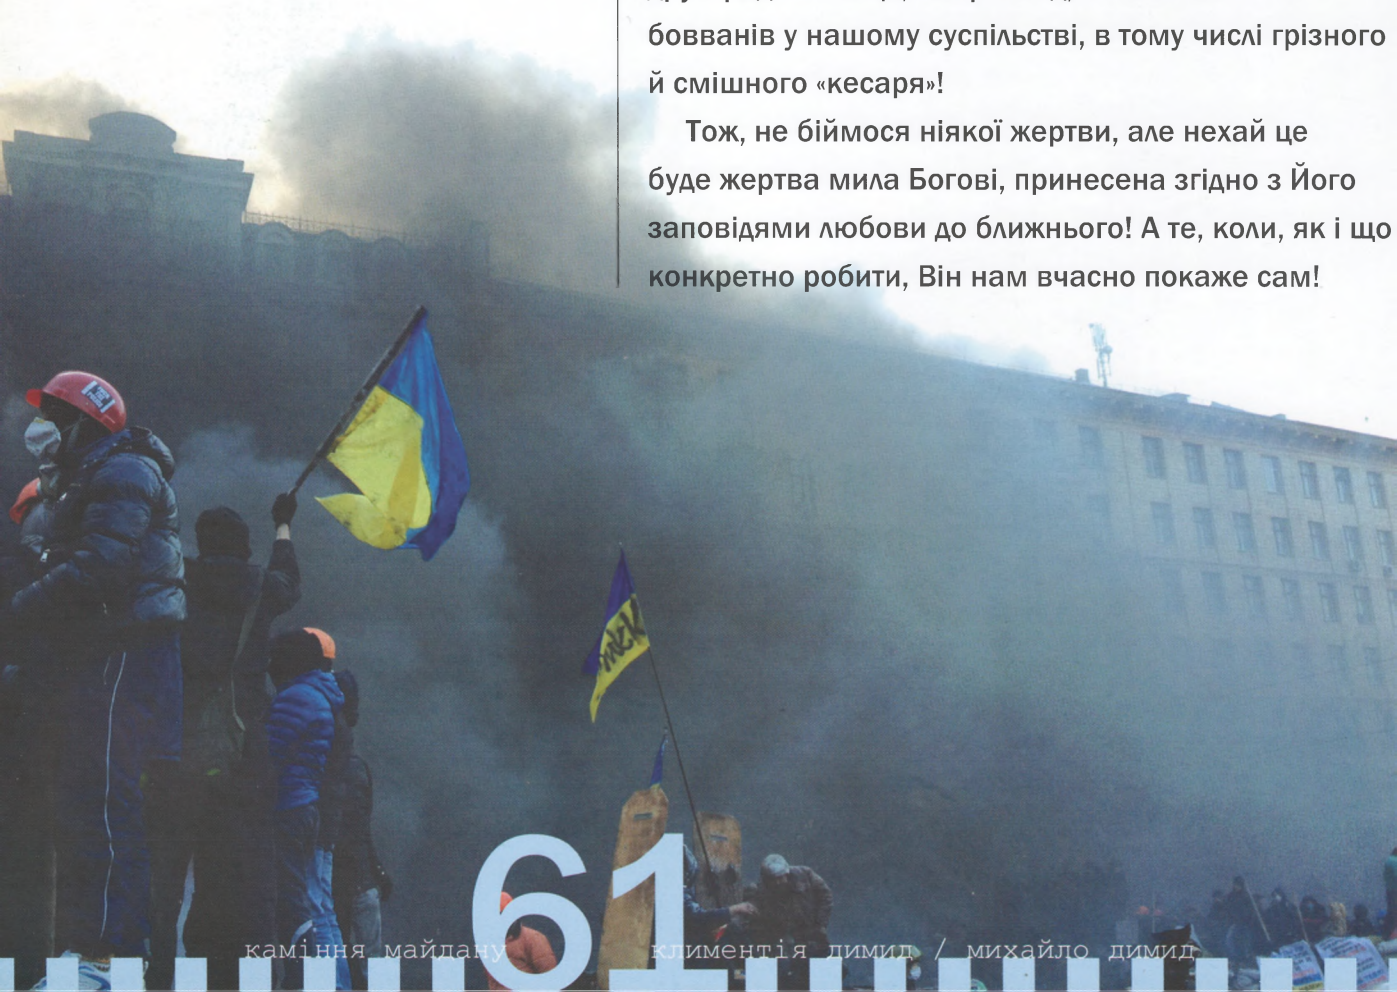 бовванів у нашому суспільстві, в тому числі грізного
й смішного «кесаря»!
Тож, не біймося ніякої жертви, але нехай це
буде жертва мила Богові, принесена згідно з Його
заповідями любови до ближнього! А те, коли, як і що
конкретно робити, Він нам вчасно покаже сам!
61
каміння майдану
климентія димид / михайло димид